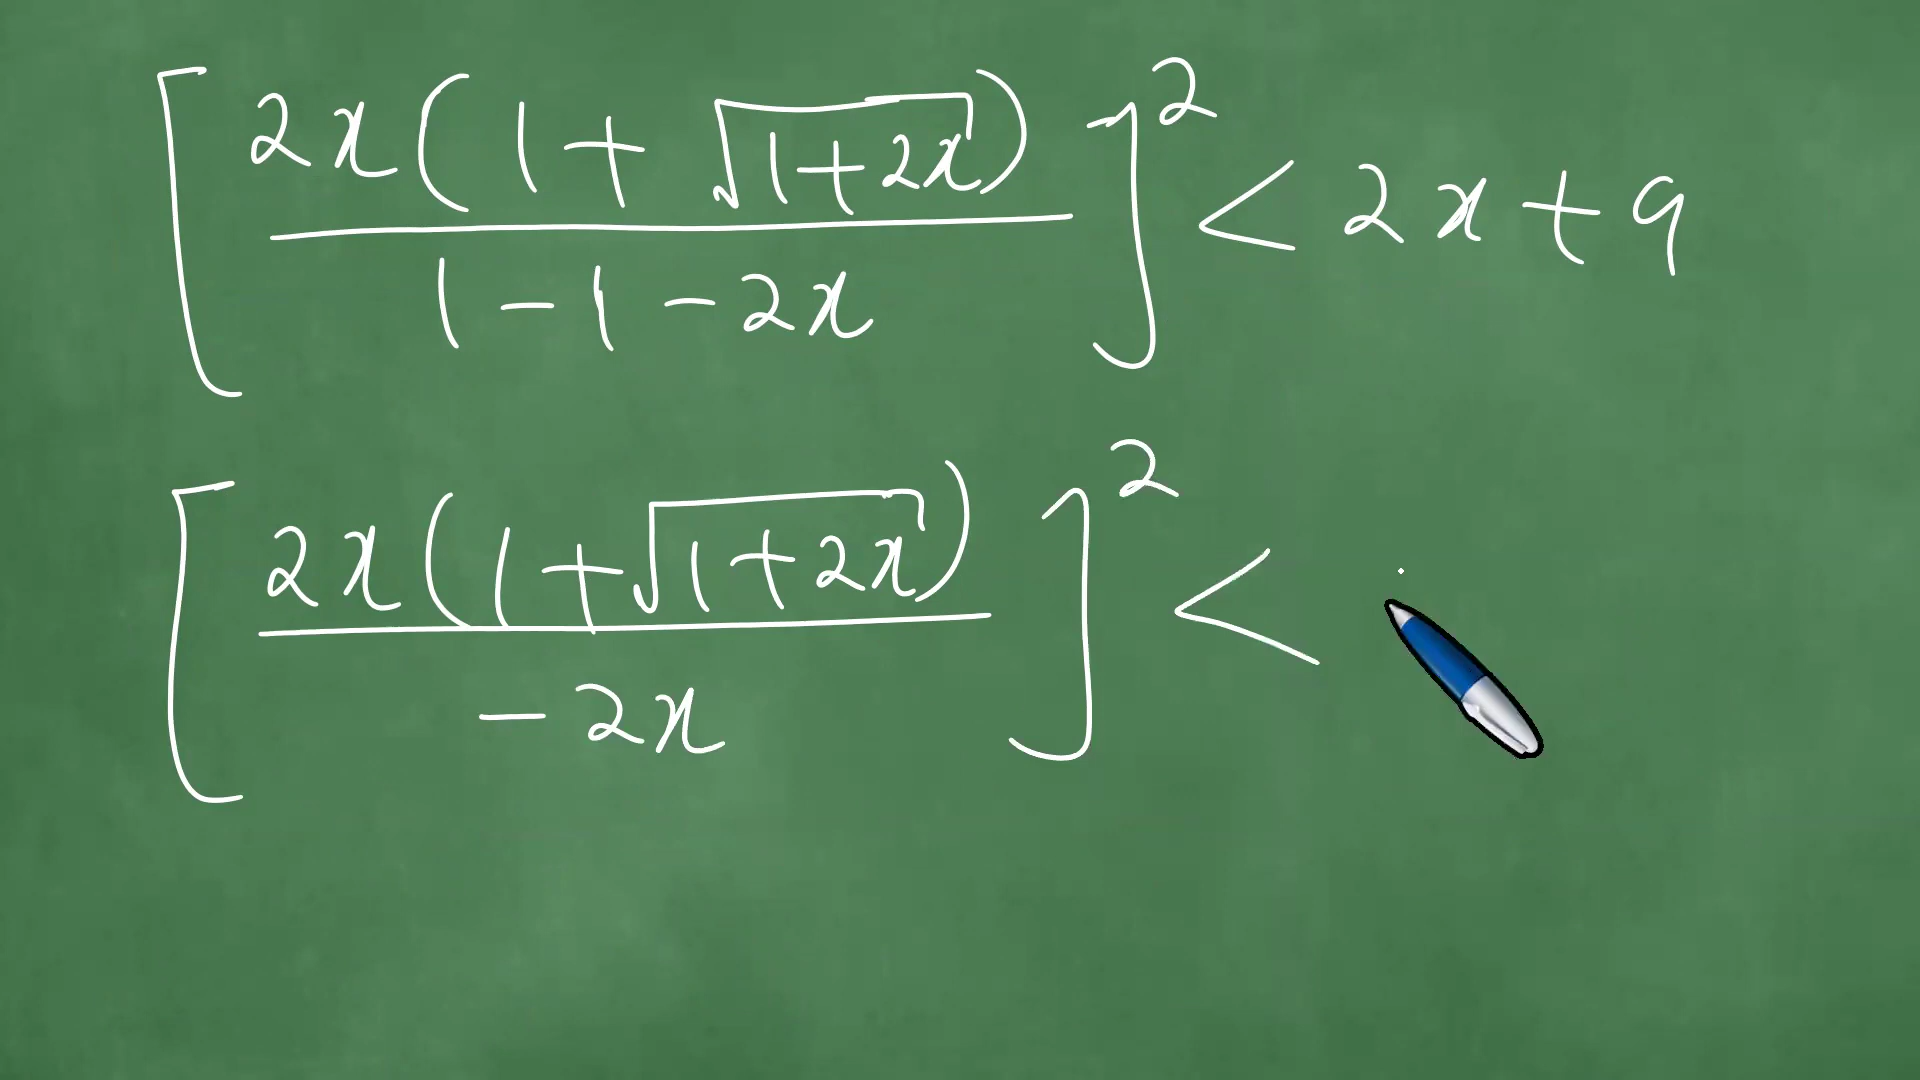 [2x(1+√(1+2x))/(1-1-2x)]² < 2x+9
[2x(1+√(1+2x))/(-2x)]² <